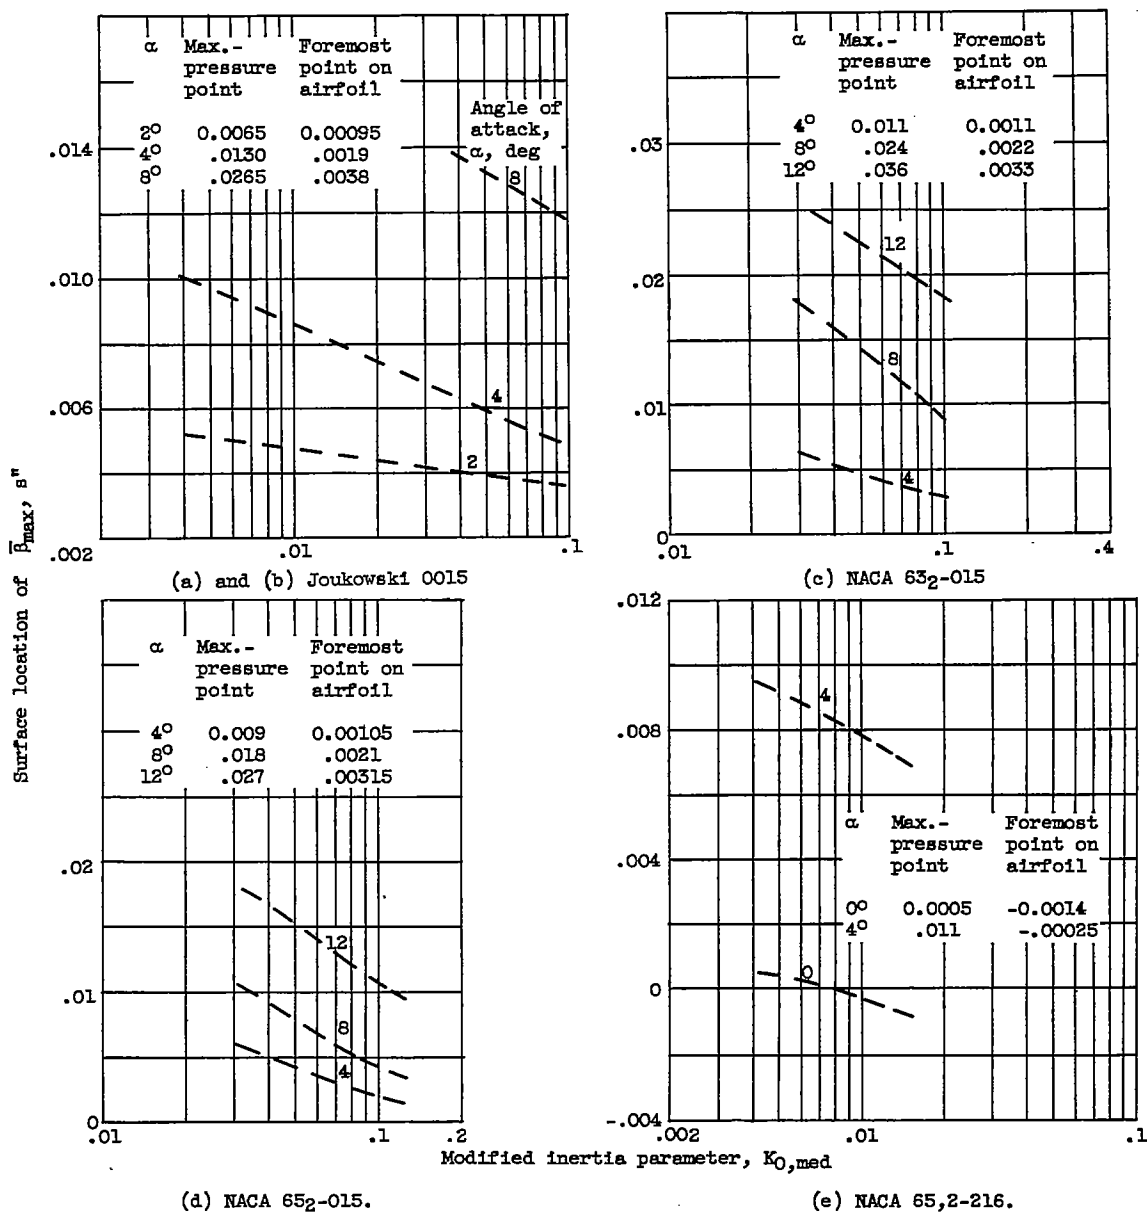 α Max.- Foremost
pressure point on
point airfoil
2° 0.0065 0.00095
4° .0130 .0019
8° .0265 .0038
Angle of
attack,
α, deg
8
4
2
.014
.010
.006
.002
.01 .1
(a) and (b) Joukowski 0015
α Max.- Foremost
pressure point on
point airfoil
4° 0.011 0.0011
8° .024 .0022
12° .036 .0033
12
8
4
.03
.02
.01
0
.01 .1 .4
(c) NACA 63₂-015
Surface location of β̅max, s"
α Max.- Foremost
pressure point on
point airfoil
4° 0.009 0.00105
8° .018 .0021
12° .027 .00315
12
8
4
.02
.01
0
.01 .1 .2
(d) NACA 65₂-015.
.012
.008
.004
0
-.004
4
α Max.- Foremost
pressure point on
point airfoil
0° 0.0005 -0.0014
4° .011 -.00025
0
.002 .01 .1
Modified inertia parameter, K0,med
(e) NACA 65,2-216.